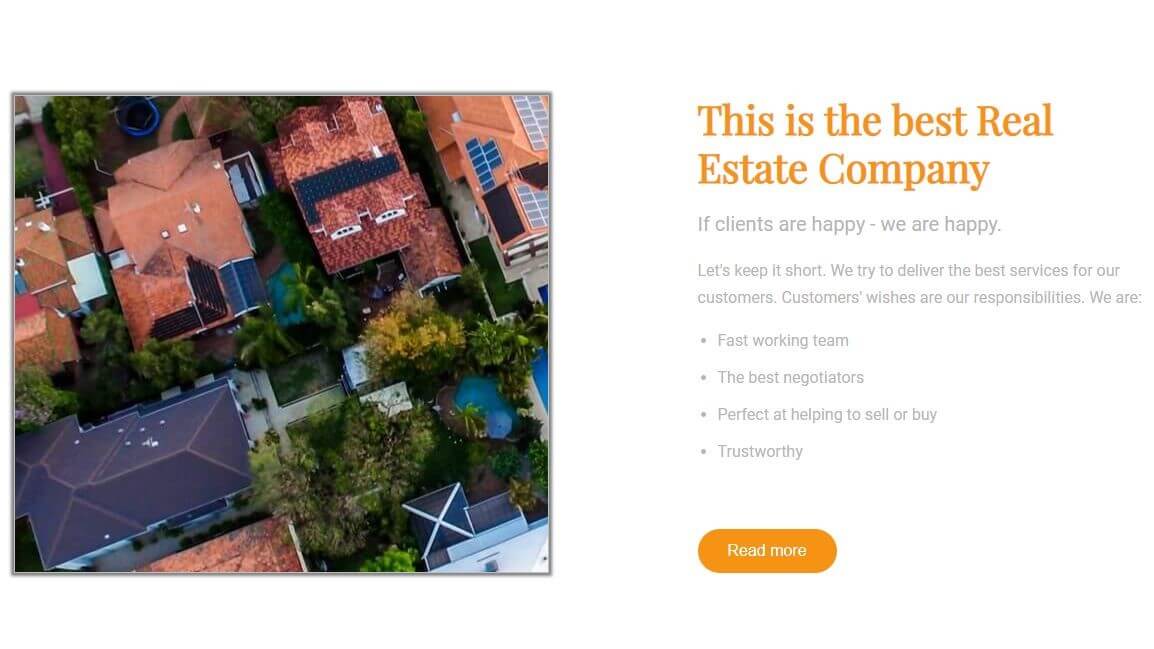 This is the best Real
Estate Company
If clients are happy - we are happy.
Let's keep it short. We try to deliver the best services for our
customers. Customers' wishes are our responsibilities. We are:
• Fast working team
• The best negotiators
• Perfect at helping to sell or buy
• Trustworthy
Read more